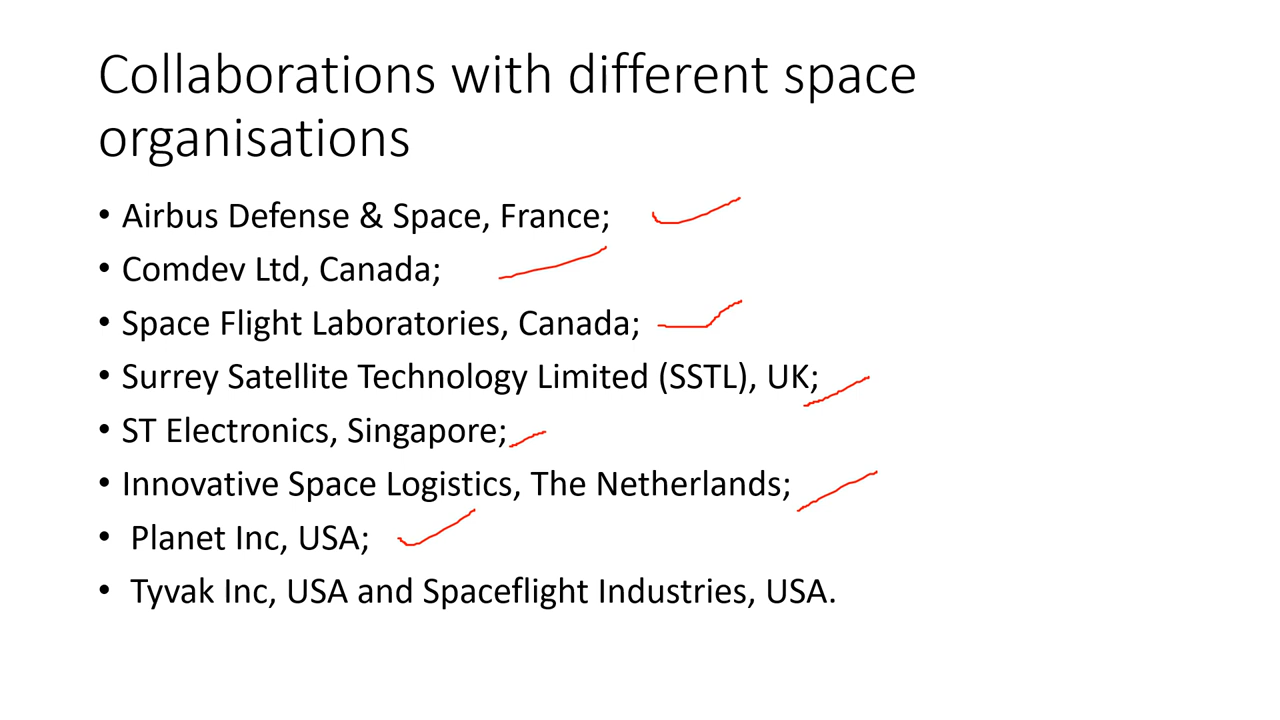 Collaborations with different space
organisations
• Airbus Defense & Space, France;
• Comdev Ltd, Canada;
• Space Flight Laboratories, Canada;
• Surrey Satellite Technology Limited (SSTL), UK;
• ST Electronics, Singapore;
• Innovative Space Logistics, The Netherlands;
• Planet Inc, USA;
• Tyvak Inc, USA and Spaceflight Industries, USA.